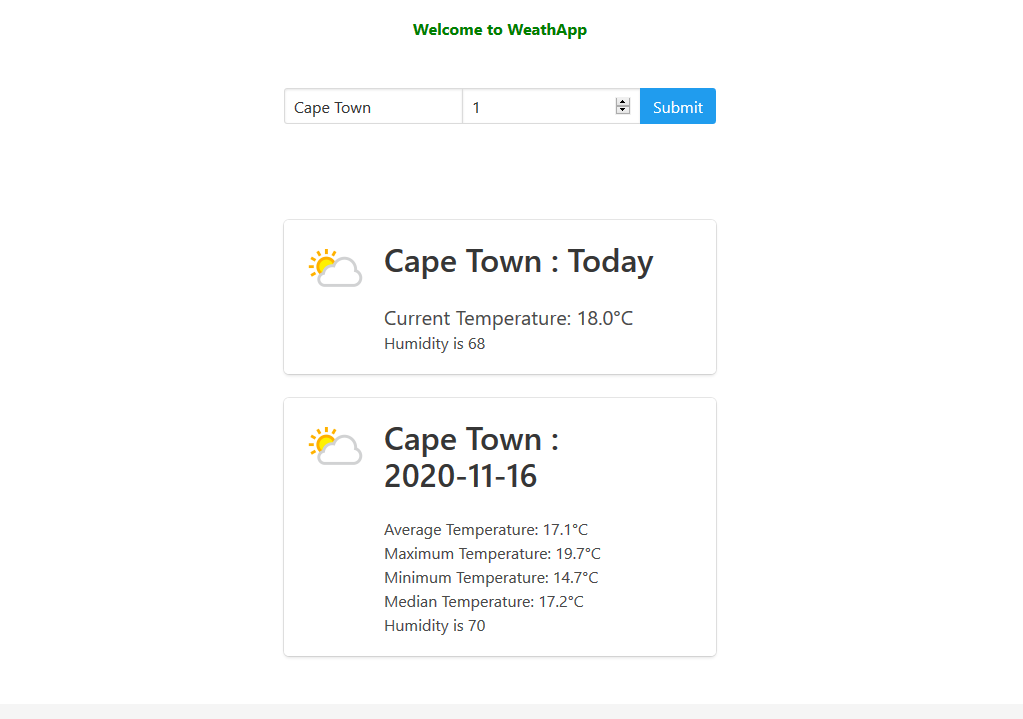 Welcome to WeathApp
Cape Town 1 Submit
Cape Town : Today
Current Temperature: 18.0°C
Humidity is 68
Cape Town :
2020-11-16
Average Temperature: 17.1°C
Maximum Temperature: 19.7°C
Minimum Temperature: 14.7°C
Median Temperature: 17.2°C
Humidity is 70